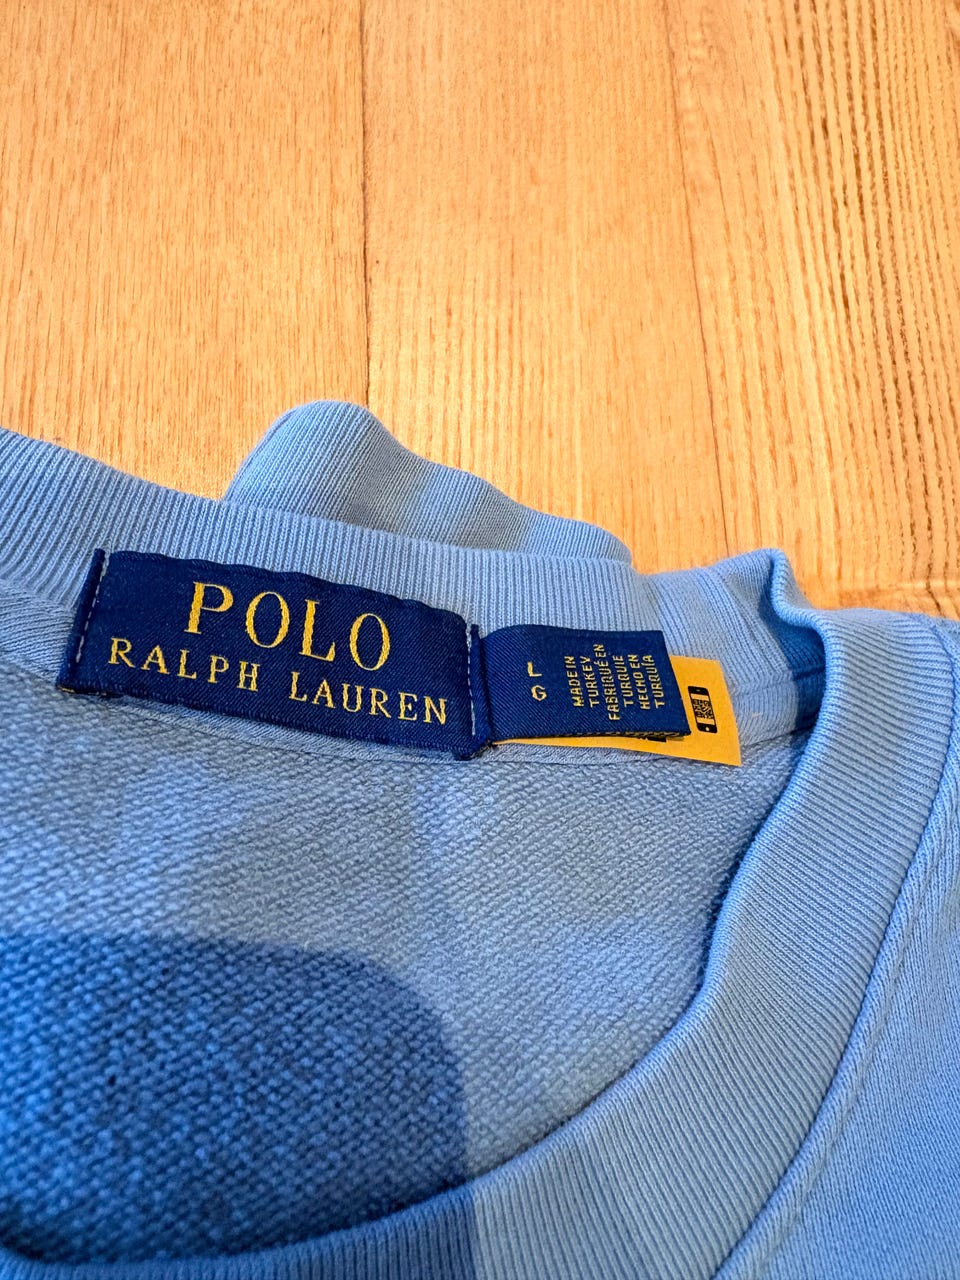 POLO
RALPH LAUREN
L
G
MADE IN
TURKEY
FABRIQUÉ EN
TURQUIE
HECHO EN
TURQUÍA